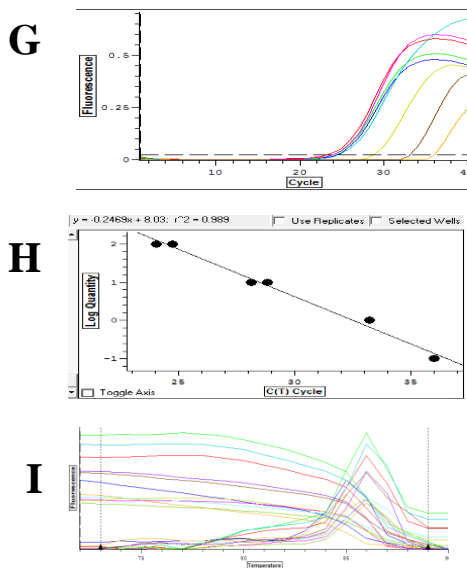 G
Fluorescence
0.5
0.25
0
10
20
30
4
Cycle
H
y = -0.2469x + 8.03; r^2 = 0.989
Use Replicates
Selected Wells
Log Quantity
2
1
0
-1
25
30
35
Toggle Axis
C(T) Cycle
I
Fluorescence
75
80
85
9
Temperature